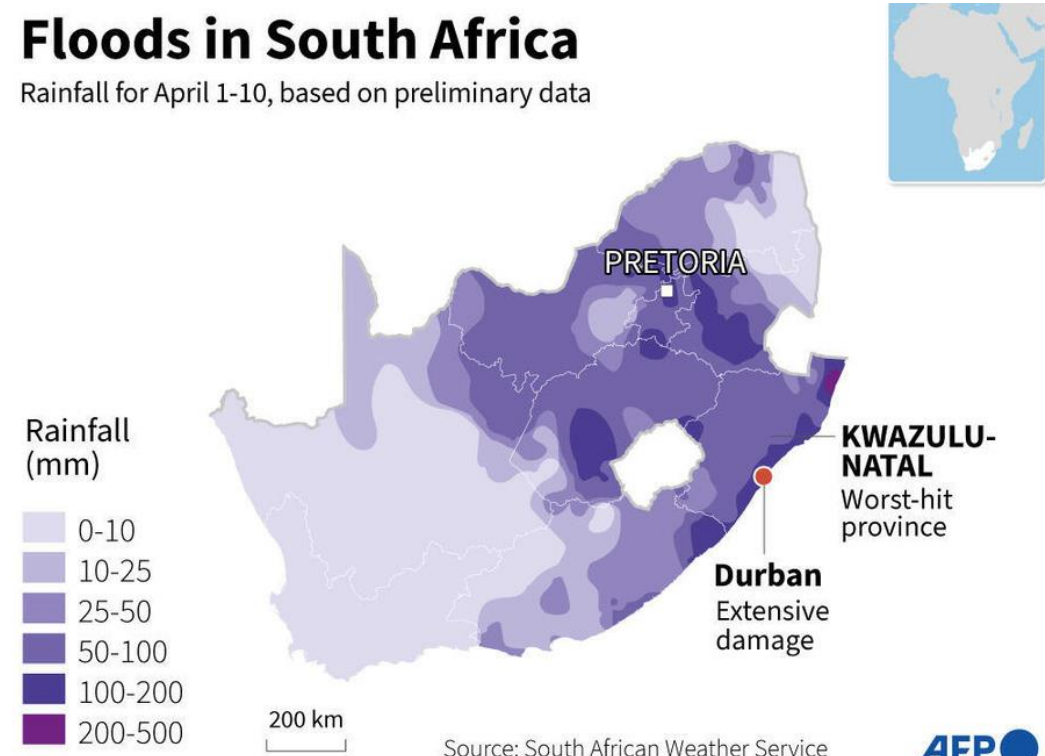 Floods in South Africa
Rainfall for April 1-10, based on preliminary data
PRETORIA
Rainfall
(mm)
0-10
10-25
25-50
50-100
100-200
200-500
KWAZULU-
NATAL
Worst-hit
province
Durban
Extensive
damage
200 km
Source: South African Weather Service
AFP